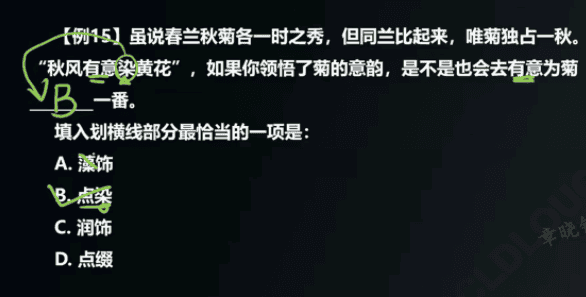 【例15】虽说春兰秋菊各一时之秀，但同兰比起来，唯菊独占一秋。
“秋风有意染黄花”，如果你领悟了菊的意韵，是不是也会去有意为菊
B一番。
填入划横线部分最恰当的一项是：
A. 藻饰
B. 点染
C. 润饰
D. 点缀